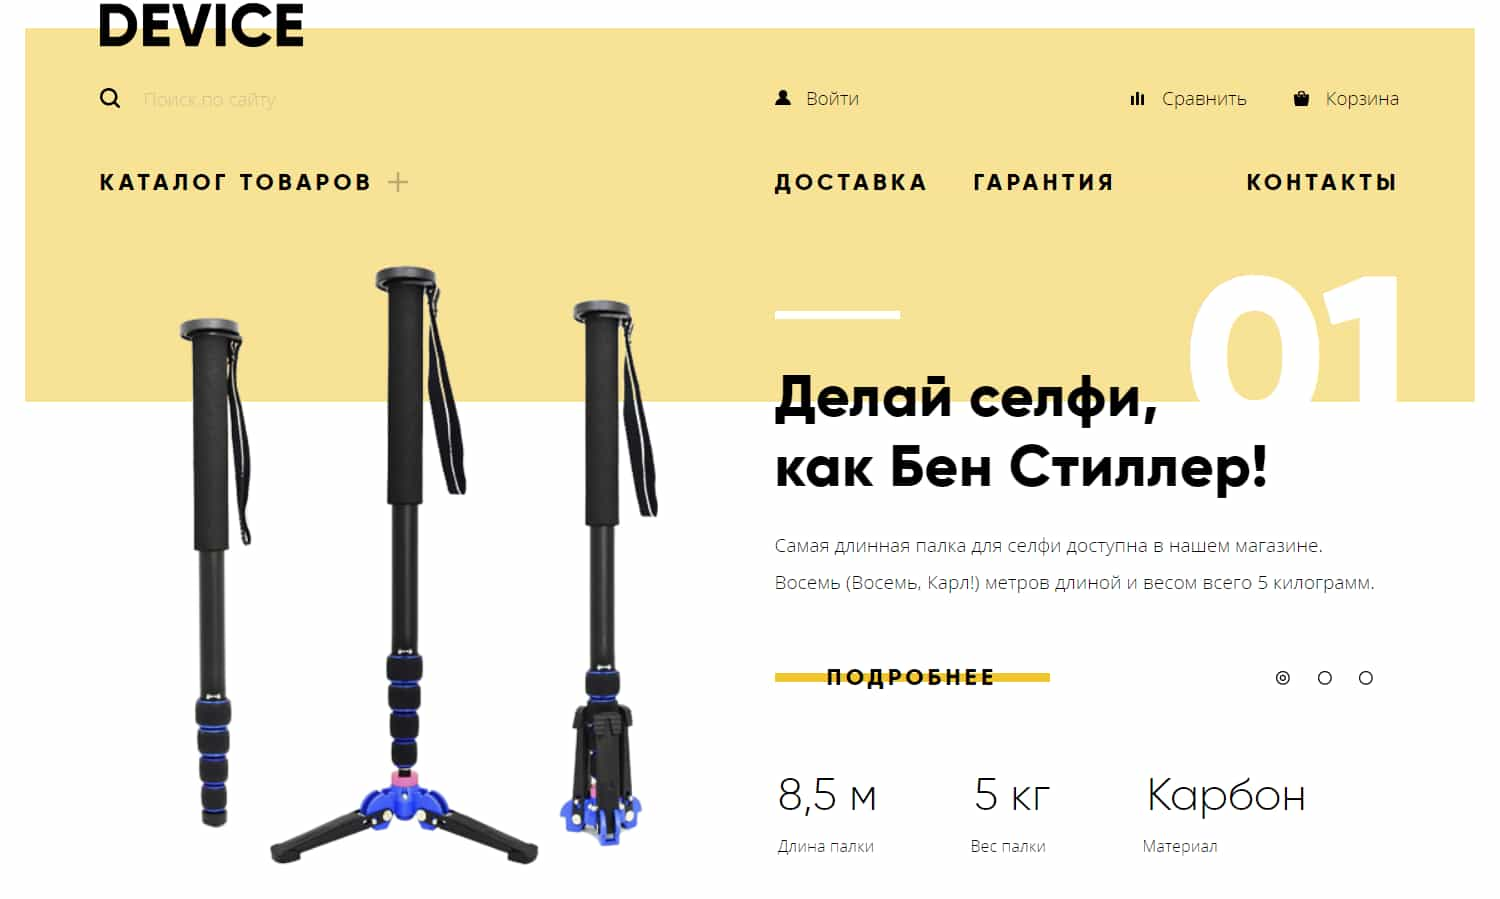 DEVICE
Поиск по сайту
Войти
Сравнить
Корзина
КАТАЛОГ ТОВАРОВ +
ДОСТАВКА
ГАРАНТИЯ
КОНТАКТЫ
01
Делай селфи,
как Бен Стиллер!
Самая длинная палка для селфи доступна в нашем магазине.
Восемь (Восемь, Карл!) метров длиной и весом всего 5 килограмм.
ПОДРОБНЕЕ
8,5 м
5 кг
Карбон
Длина палки
Вес палки
Материал